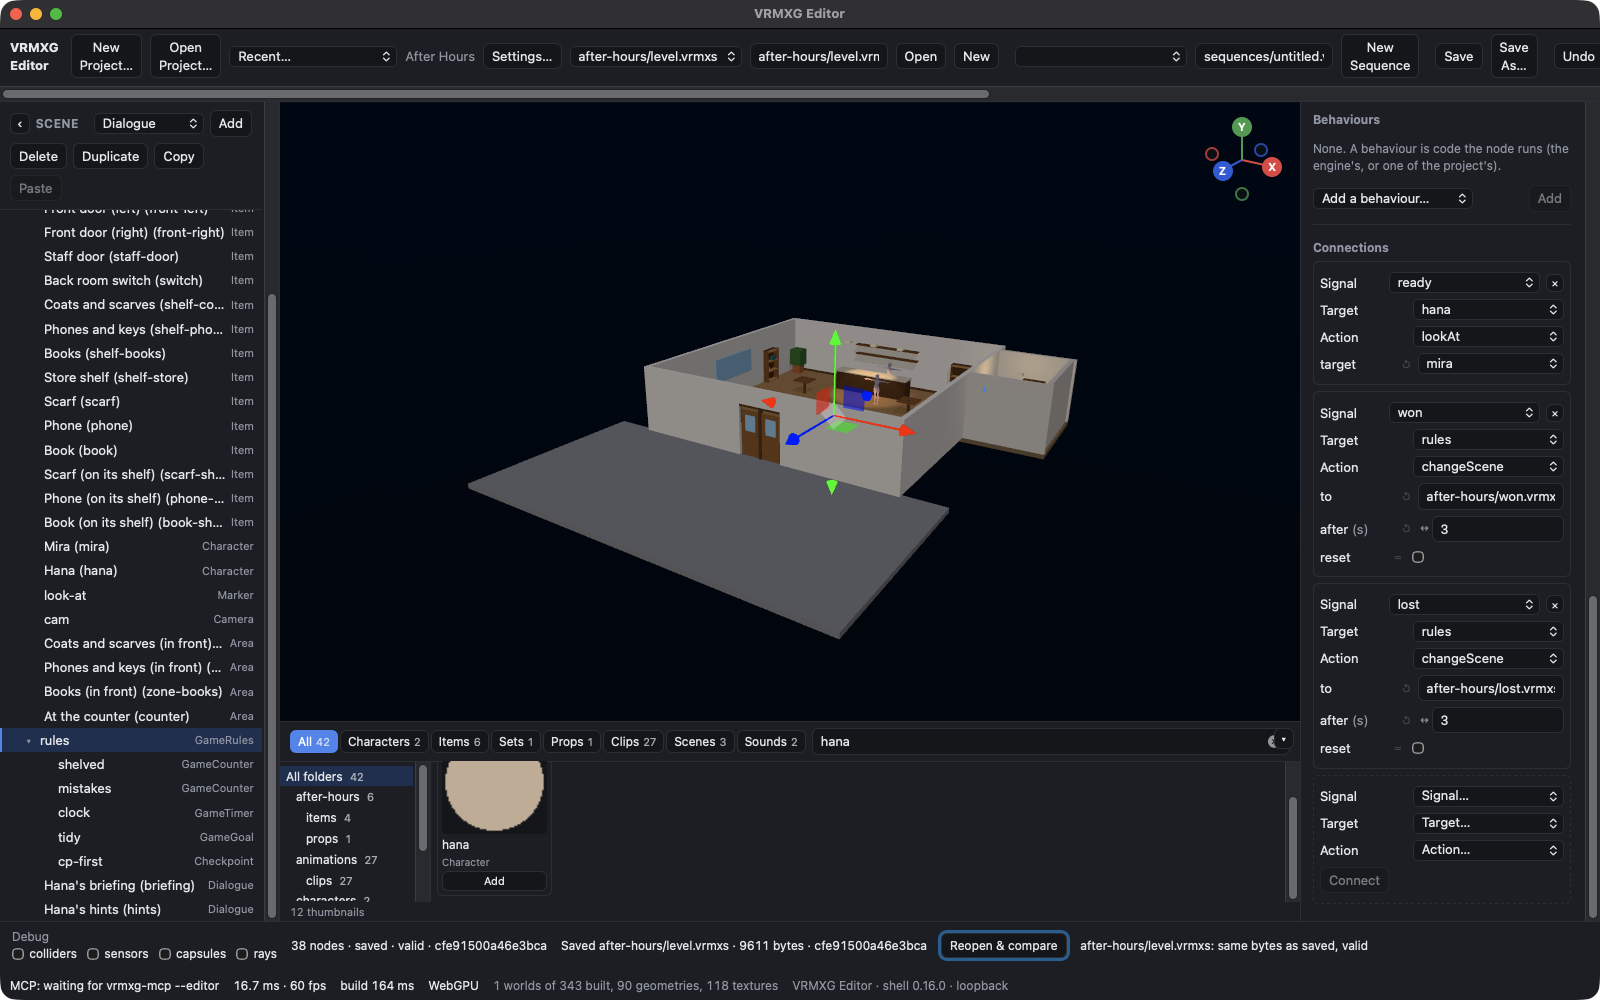 VRMXG Editor
VRMXG Editor
New Project...
Open Project...
Recent...
After Hours
Settings...
after-hours/level.vrmxs
after-hours/level.vrn
Open
New
sequences/untitled.
New Sequence
Save
Save As...
Undo
SCENE
Dialogue
Add
Delete
Duplicate
Copy
Paste
Front door (left) (front-left) Item
Front door (right) (front-right) Item
Staff door (staff-door) Item
Back room switch (switch) Item
Coats and scarves (shelf-co... Item
Phones and keys (shelf-pho... Item
Books (shelf-books) Item
Store shelf (shelf-store) Item
Scarf (scarf) Item
Phone (phone) Item
Book (book) Item
Scarf (on its shelf) (scarf-sh... Item
Phone (on its shelf) (phone-... Item
Book (on its shelf) (book-sh... Item
Mira (mira) Character
Hana (hana) Character
look-at Marker
cam Camera
Coats and scarves (in front)... Area
Phones and keys (in front) (... Area
Books (in front) (zone-books) Area
At the counter (counter) Area
rules GameRules
shelved GameCounter
mistakes GameCounter
clock GameTimer
tidy GameGoal
cp-first Checkpoint
Hana's briefing (briefing) Dialogue
Hana's hints (hints) Dialogue
Y
X
Z
All 42
Characters 2
Items 6
Sets 1
Props 1
Clips 27
Scenes 3
Sounds 2
hana
All folders 42
after-hours 6
items 4
props 1
animations 27
clips 27
characters 2
12 thumbnails
hana
Character
Add
Behaviours
None. A behaviour is code the node runs (the
engine's, or one of the project's).
Add a behaviour...
Add
Connections
Signal ready ×
Target hana
Action lookAt
target mira
Signal won ×
Target rules
Action changeScene
to after-hours/won.vrmx
after (s) 3
reset
Signal lost ×
Target rules
Action changeScene
to after-hours/lost.vrmx
after (s) 3
reset
Signal Signal...
Target Target...
Action Action...
Connect
Debug
colliders
sensors
capsules
rays
38 nodes · saved · valid · cfe91500a46e3bca
Saved after-hours/level.vrmxs · 9611 bytes · cfe91500a46e3bca
Reopen & compare
after-hours/level.vrmxs: same bytes as saved, valid
MCP: waiting for vrmxg-mcp --editor
16.7 ms · 60 fps
build 164 ms
WebGPU
1 worlds of 343 built, 90 geometries, 118 textures
VRMXG Editor · shell 0.16.0 · loopback